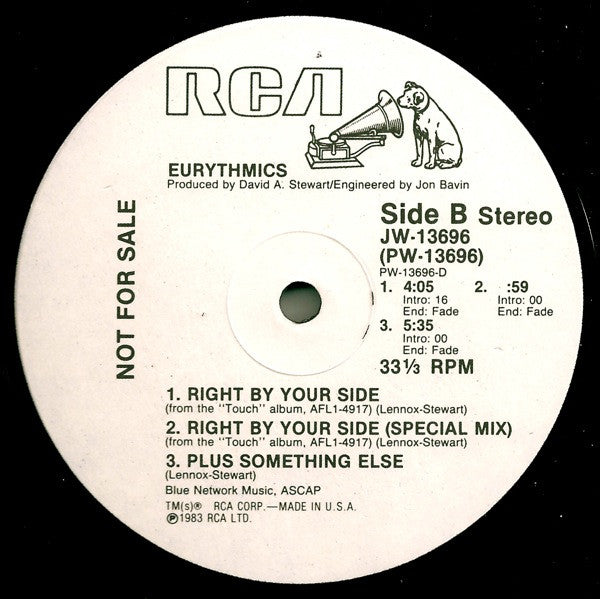 RCA
EURYTHMICS
Produced by David A. Stewart/Engineered by Jon Bavin
NOT FOR SALE
Side B Stereo
JW-13696
(PW-13696)
PW-13696-D
1. 4:05 2. :59
Intro: 16 Intro: 00
End: Fade End: Fade
3. 5:35
Intro: 00
End: Fade
33 1/3 RPM
1. RIGHT BY YOUR SIDE
(from the "Touch" album, AFL1-4917) (Lennox-Stewart)
2. RIGHT BY YOUR SIDE (SPECIAL MIX)
(from the "Touch" album, AFL1-4917) (Lennox-Stewart)
3. PLUS SOMETHING ELSE
(Lennox-Stewart)
Blue Network Music, ASCAP
TM(s)® RCA CORP.—MADE IN U.S.A.
℗1983 RCA LTD.